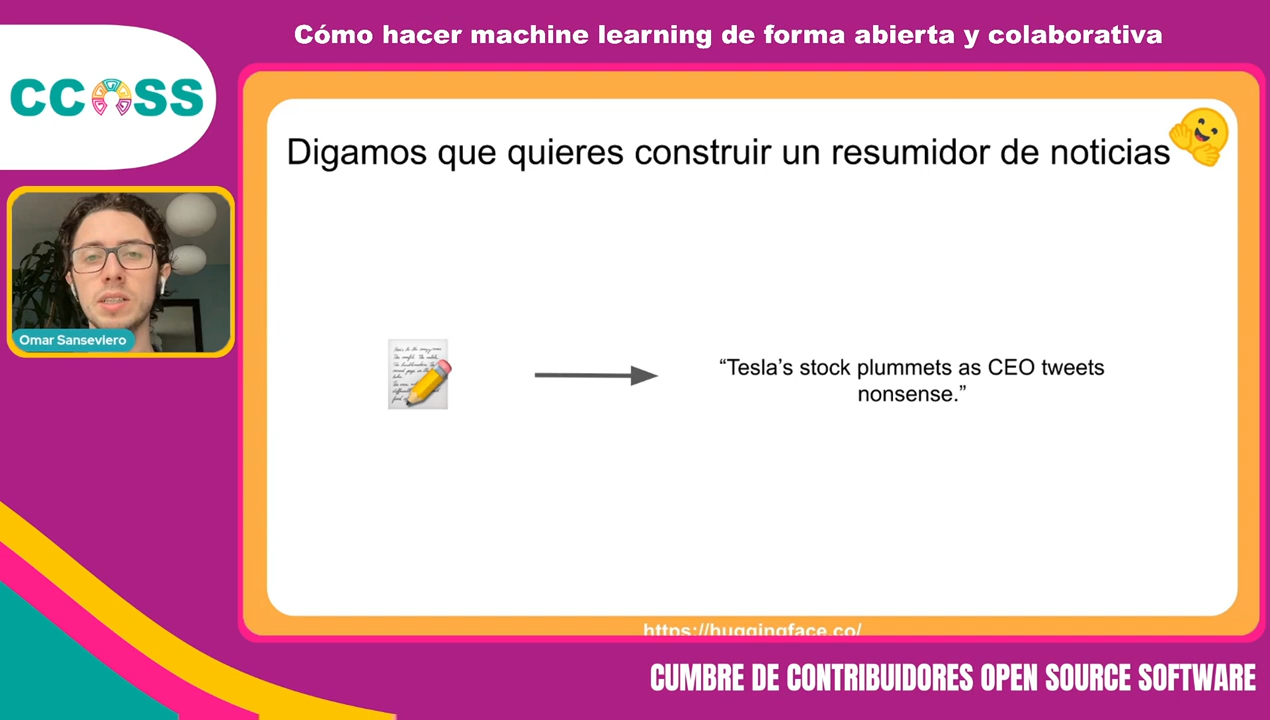 Cómo hacer machine learning de forma abierta y colaborativa
CCOSS
Digamos que quieres construir un resumidor de noticias
Omar Sanseviero
“Tesla’s stock plummets as CEO tweets
nonsense.”
https://huggingface.co/
CUMBRE DE CONTRIBUIDORES OPEN SOURCE SOFTWARE